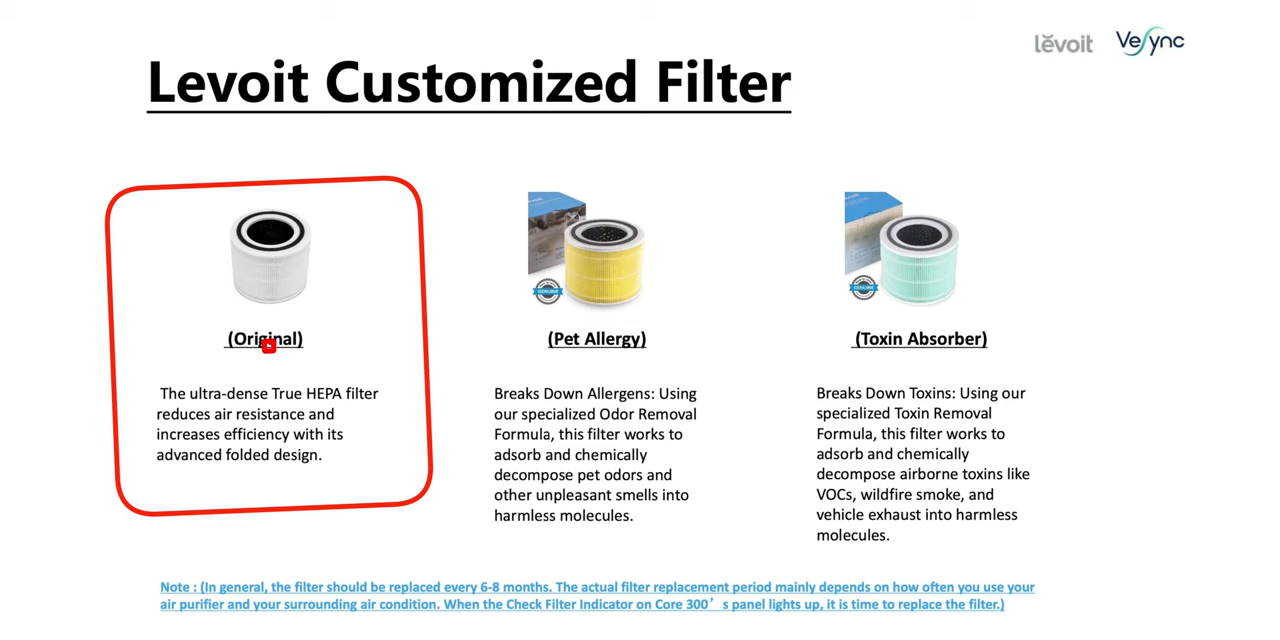 levoit VeSync
Levoit Customized Filter
(Original)
The ultra-dense True HEPA filter
reduces air resistance and
increases efficiency with its
advanced folded design.
GENUINE
(Pet Allergy)
Breaks Down Allergens: Using
our specialized Odor Removal
Formula, this filter works to
adsorb and chemically
decompose pet odors and
other unpleasant smells into
harmless molecules.
GENUINE
(Toxin Absorber)
Breaks Down Toxins: Using our
specialized Toxin Removal
Formula, this filter works to
adsorb and chemically
decompose airborne toxins like
VOCs, wildfire smoke, and
vehicle exhaust into harmless
molecules.
Note : (In general, the filter should be replaced every 6-8 months. The actual filter replacement period mainly depends on how often you use your
air purifier and your surrounding air condition. When the Check Filter Indicator on Core 300’s panel lights up, it is time to replace the filter.)